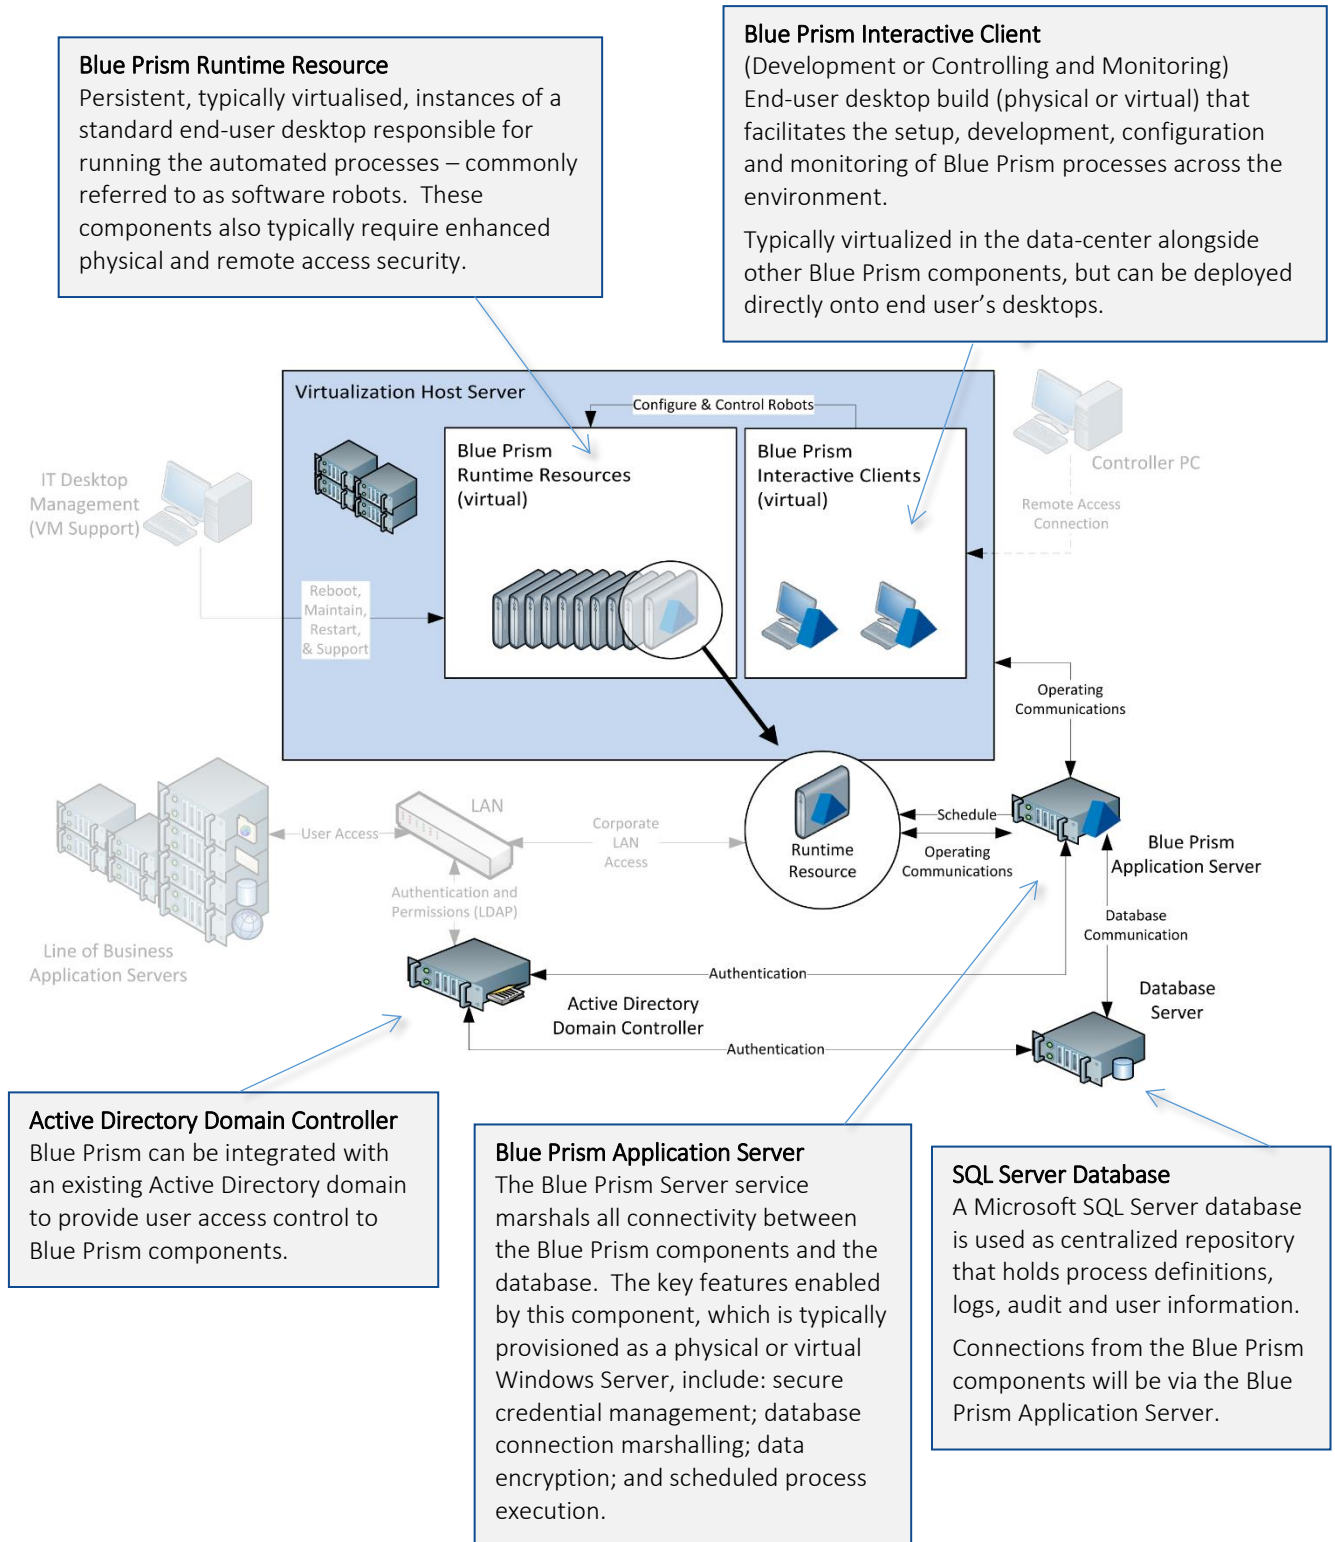 Blue Prism Runtime Resource
Persistent, typically virtualised, instances of a
standard end-user desktop responsible for
running the automated processes – commonly
referred to as software robots.  These
components also typically require enhanced
physical and remote access security.
Blue Prism Interactive Client
(Development or Controlling and Monitoring)
End-user desktop build (physical or virtual) that
facilitates the setup, development, configuration
and monitoring of Blue Prism processes across the
environment.
Typically virtualized in the data-center alongside
other Blue Prism components, but can be deployed
directly onto end user’s desktops.
Virtualization Host Server
Configure & Control Robots
Blue Prism
Runtime Resources
(virtual)
Blue Prism
Interactive Clients
(virtual)
Controller PC
Remote Access
Connection
IT Desktop
Management
(VM Support)
Reboot,
Maintain,
Restart,
& Support
Operating
Communications
LAN
User Access
Corporate
LAN
Access
Runtime
Resource
Schedule
Operating
Communications
Blue Prism
Application Server
Authentication and
Permissions (LDAP)
Line of Business
Application Servers
Database
Communication
Authentication
Active Directory
Domain Controller
Database
Server
Authentication
Active Directory Domain Controller
Blue Prism can be integrated with
an existing Active Directory domain
to provide user access control to
Blue Prism components.
Blue Prism Application Server
The Blue Prism Server service
marshals all connectivity between
the Blue Prism components and the
database.  The key features enabled
by this component, which is typically
provisioned as a physical or virtual
Windows Server, include: secure
credential management; database
connection marshalling; data
encryption; and scheduled process
execution.
SQL Server Database
A Microsoft SQL Server database
is used as centralized repository
that holds process definitions,
logs, audit and user information.
Connections from the Blue Prism
components will be via the Blue
Prism Application Server.